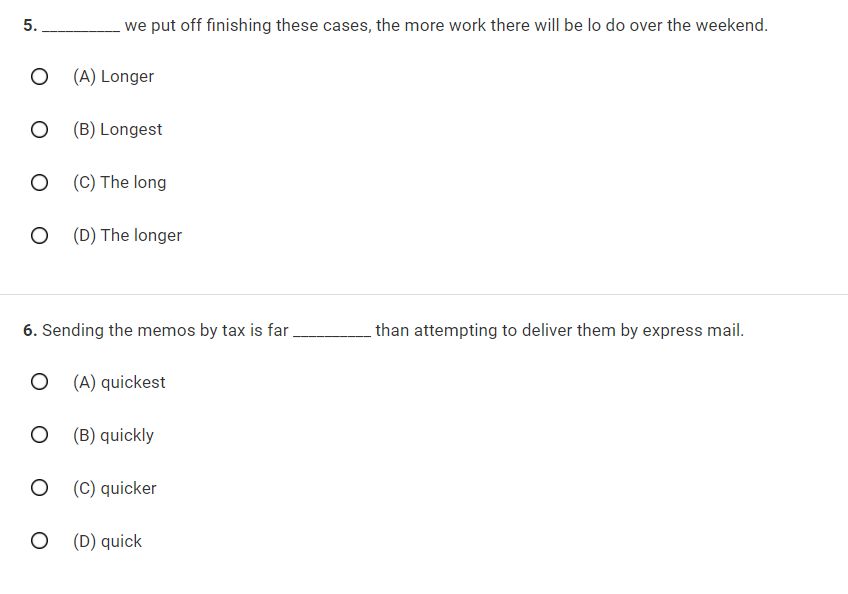 5. __________ we put off finishing these cases, the more work there will be lo do over the weekend.
(A) Longer
(B) Longest
(C) The long
(D) The longer
6. Sending the memos by tax is far __________ than attempting to deliver them by express mail.
(A) quickest
(B) quickly
(C) quicker
(D) quick